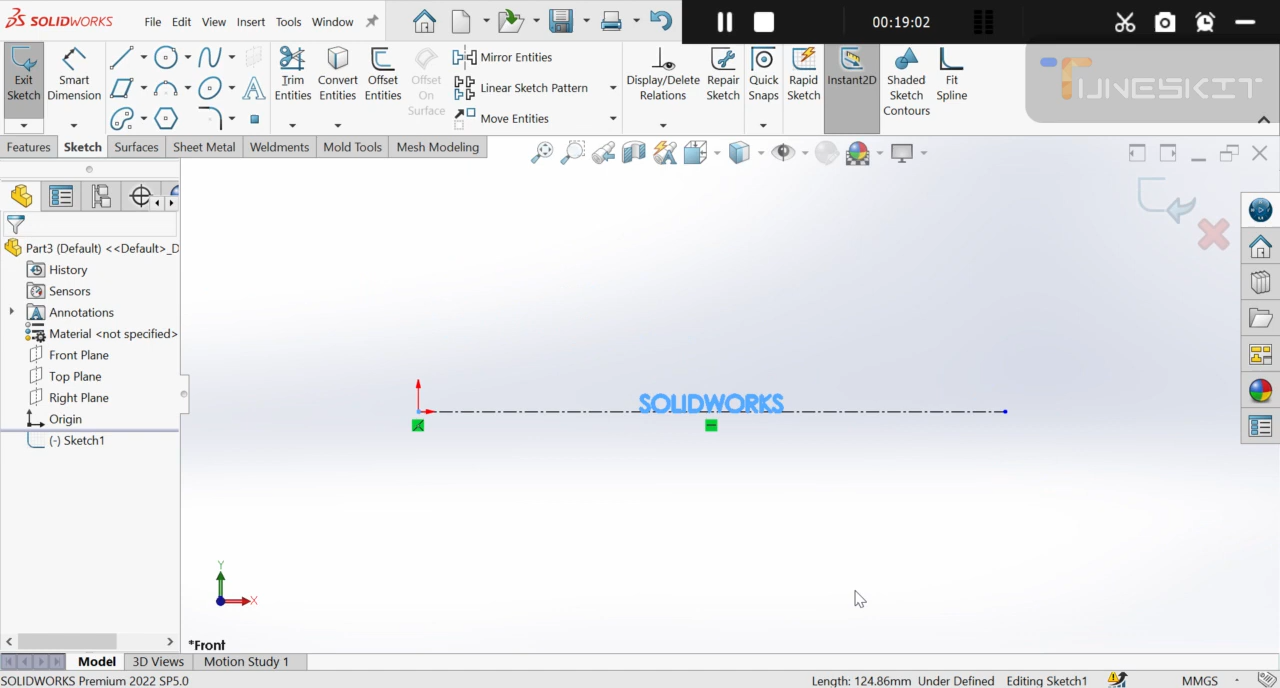 SOLIDWORKS File Edit View Insert Tools Window 00:19:02
TUNESKIT
Exit Sketch
Smart Dimension
Trim Entities
Convert Entities
Offset Entities
Offset On Surface
Mirror Entities
Linear Sketch Pattern
Move Entities
Display/Delete Relations
Repair Sketch
Quick Snaps
Rapid Sketch
Instant2D
Shaded Sketch Contours
Fit Spline
Features Sketch Surfaces Sheet Metal Weldments Mold Tools Mesh Modeling
Part3 (Default) <<Default>_D
History
Sensors
Annotations
Material <not specified>
Front Plane
Top Plane
Right Plane
Origin
(-) Sketch1
SOLIDWORKS
Y
X
*Front
Model 3D Views Motion Study 1
SOLIDWORKS Premium 2022 SP5.0 Length: 124.86mm Under Defined Editing Sketch1 MMGS -